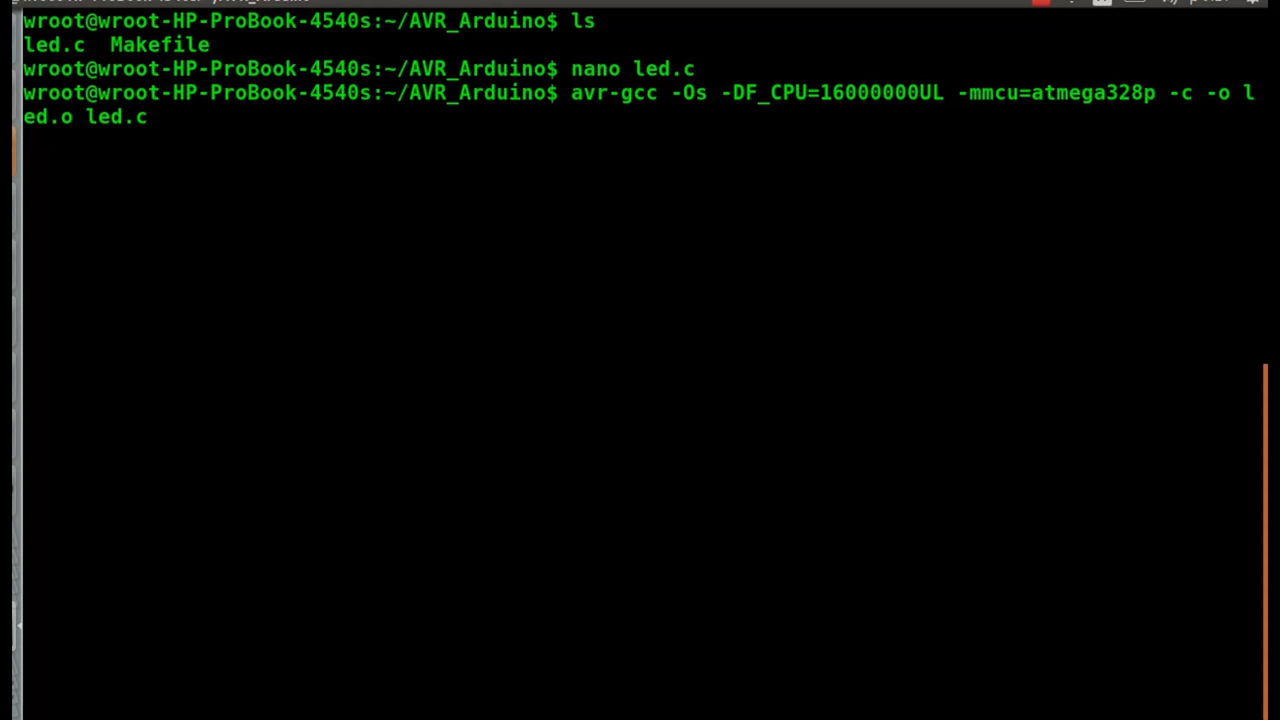 wroot@wroot-HP-ProBook-4540s:~/AVR_Arduino$ ls
led.c  Makefile
wroot@wroot-HP-ProBook-4540s:~/AVR_Arduino$ nano led.c
wroot@wroot-HP-ProBook-4540s:~/AVR_Arduino$ avr-gcc -Os -DF_CPU=16000000UL -mmcu=atmega328p -c -o l
ed.o led.c